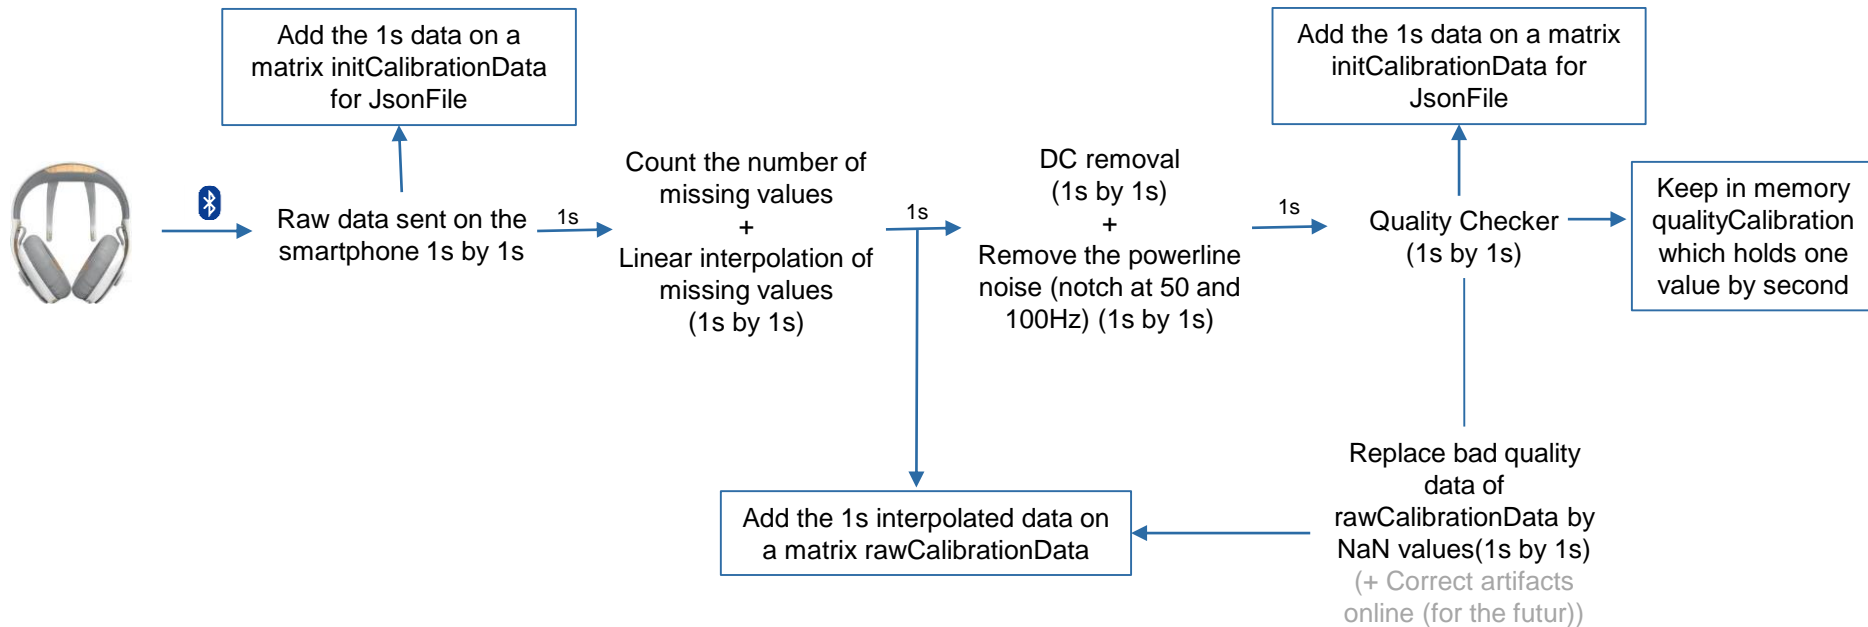 Add the 1s data on a
matrix initCalibrationData
for JsonFile
Add the 1s data on a matrix
initCalibrationData for
JsonFile
Raw data sent on the
smartphone 1s by 1s
1s
Count the number of
missing values
+
Linear interpolation of
missing values
(1s by 1s)
1s
DC removal
(1s by 1s)
+
Remove the powerline
noise (notch at 50 and
100Hz) (1s by 1s)
1s
Quality Checker
(1s by 1s)
Keep in memory
qualityCalibration
which holds one
value by second
Add the 1s interpolated data on
a matrix rawCalibrationData
Replace bad quality
data of
rawCalibrationData by
NaN values(1s by 1s)
(+ Correct artifacts
online (for the futur))